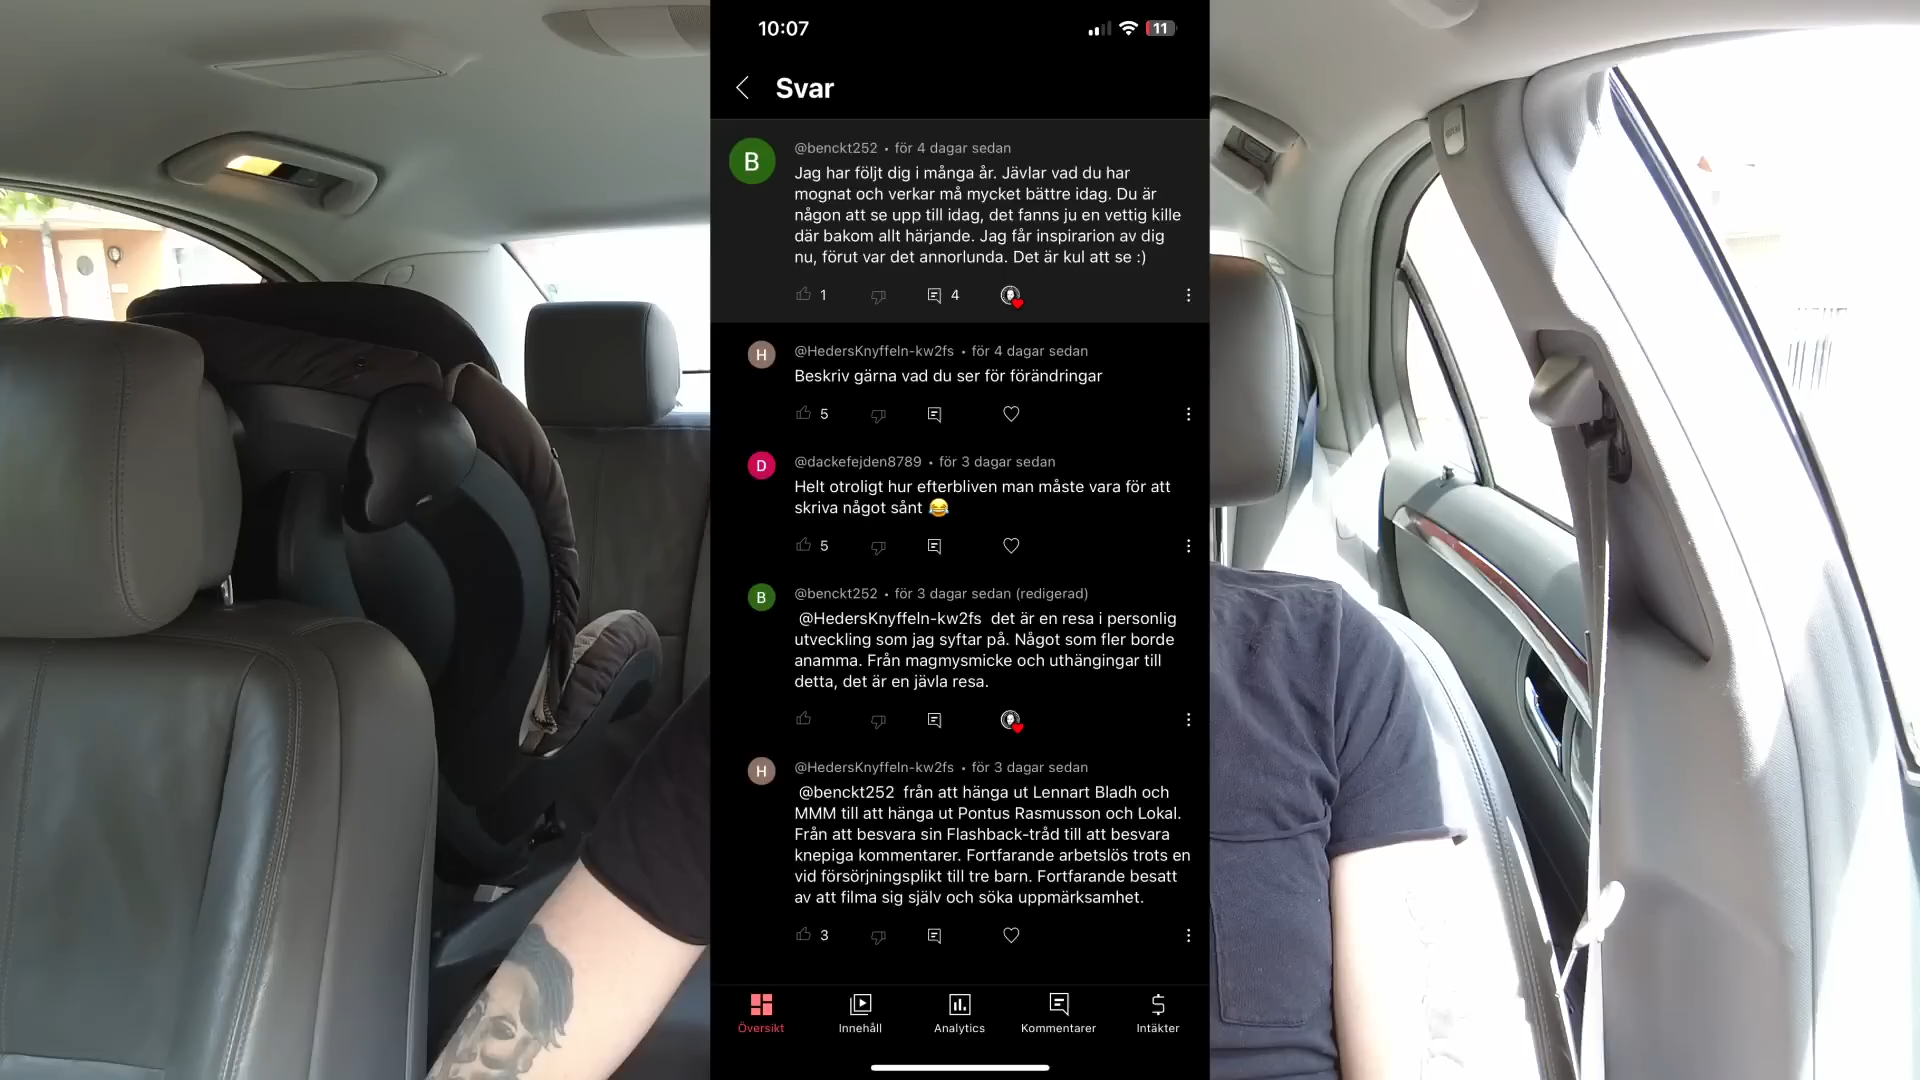 10:07
11
Svar
B
@benckt252 • för 4 dagar sedan
Jag har följt dig i många år. Jävlar vad du har
mognat och verkar må mycket bättre idag. Du är
någon att se upp till idag, det fanns ju en vettig kille
där bakom allt härjande. Jag får inspirarion av dig
nu, förut var det annorlunda. Det är kul att se :)
1
4
H
@HedersKnyffeln-kw2fs • för 4 dagar sedan
Beskriv gärna vad du ser för förändringar
5
D
@dackefejden8789 • för 3 dagar sedan
Helt otroligt hur efterbliven man måste vara för att
skriva något sånt 😂
5
B
@benckt252 • för 3 dagar sedan (redigerad)
@HedersKnyffeln-kw2fs det är en resa i personlig
utveckling som jag syftar på. Något som fler borde
anamma. Från magmysmicke och uthängingar till
detta, det är en jävla resa.
H
@HedersKnyffeln-kw2fs • för 3 dagar sedan
@benckt252 från att hänga ut Lennart Bladh och
MMM till att hänga ut Pontus Rasmusson och Lokal.
Från att besvara sin Flashback-tråd till att besvara
knepiga kommentarer. Fortfarande arbetslös trots en
vid försörjningsplikt till tre barn. Fortfarande besatt
av att filma sig själv och söka uppmärksamhet.
3
Översikt
Innehåll
Analytics
Kommentarer
Intäkter